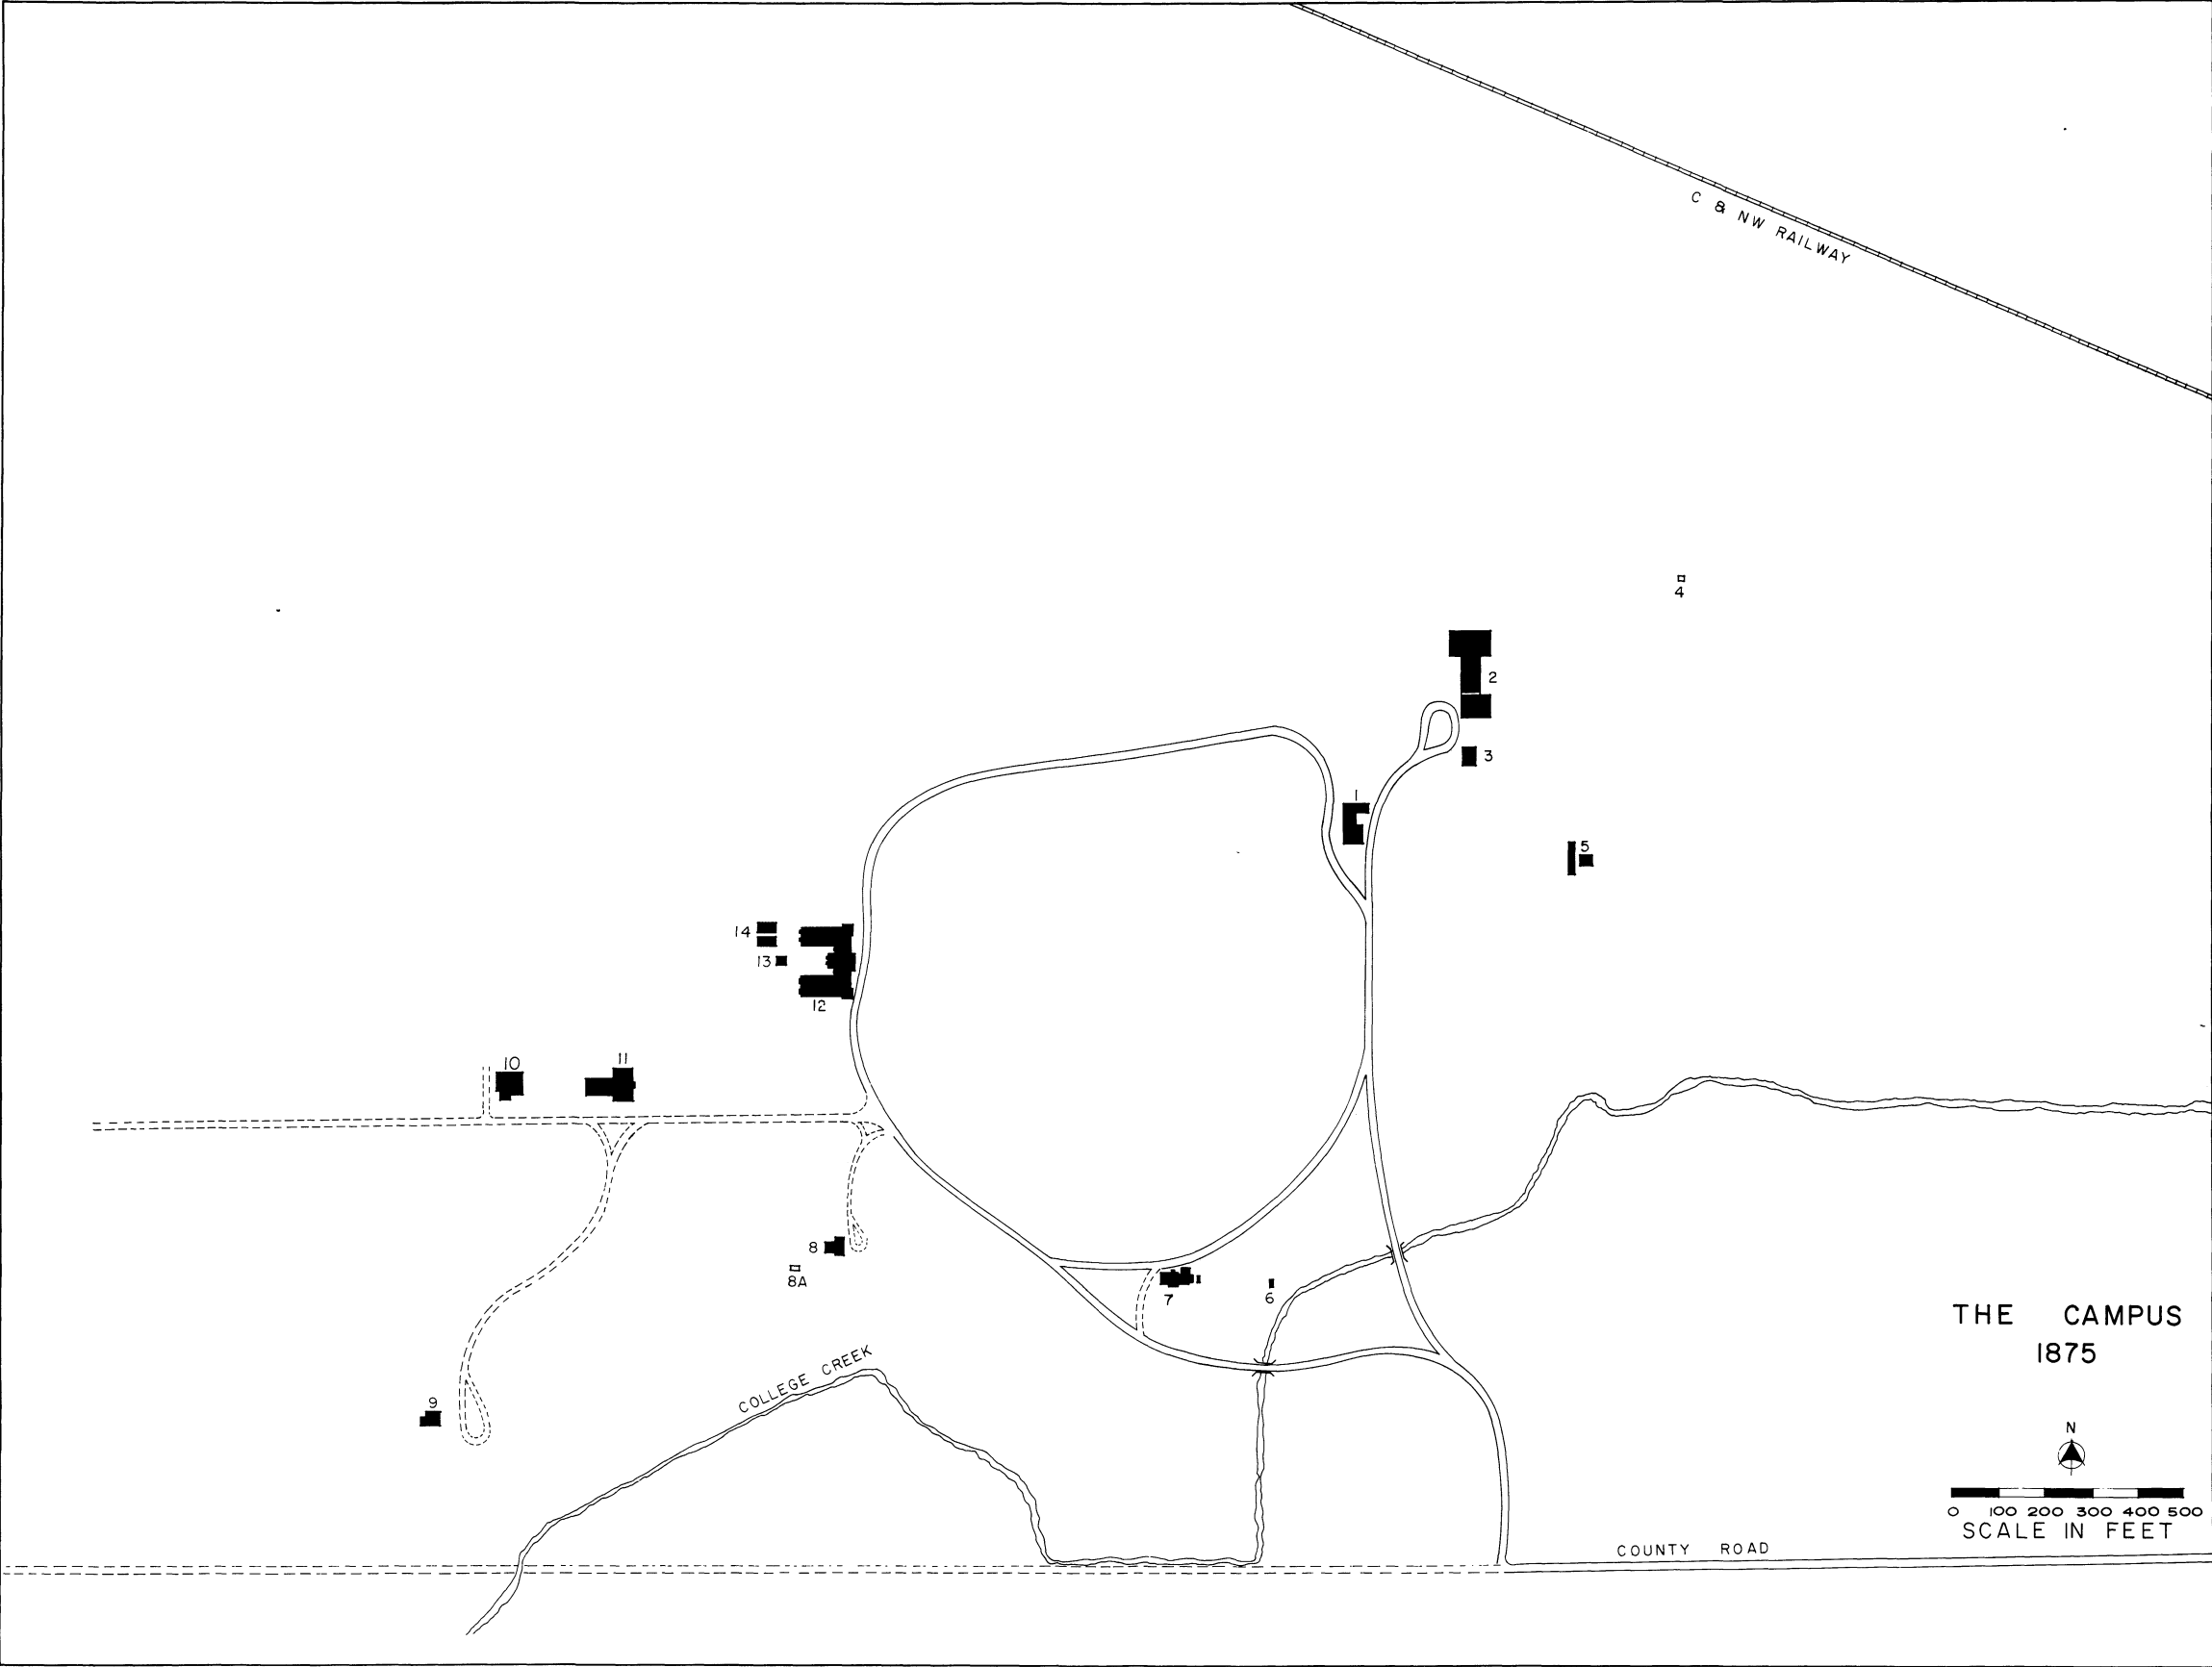 C & NW RAILWAY
4
2
3
1
5
14
13
12
10
11
8
8A
7
6
9
COLLEGE CREEK
THE CAMPUS
1875
N
0 100 200 300 400 500
SCALE IN FEET
COUNTY ROAD